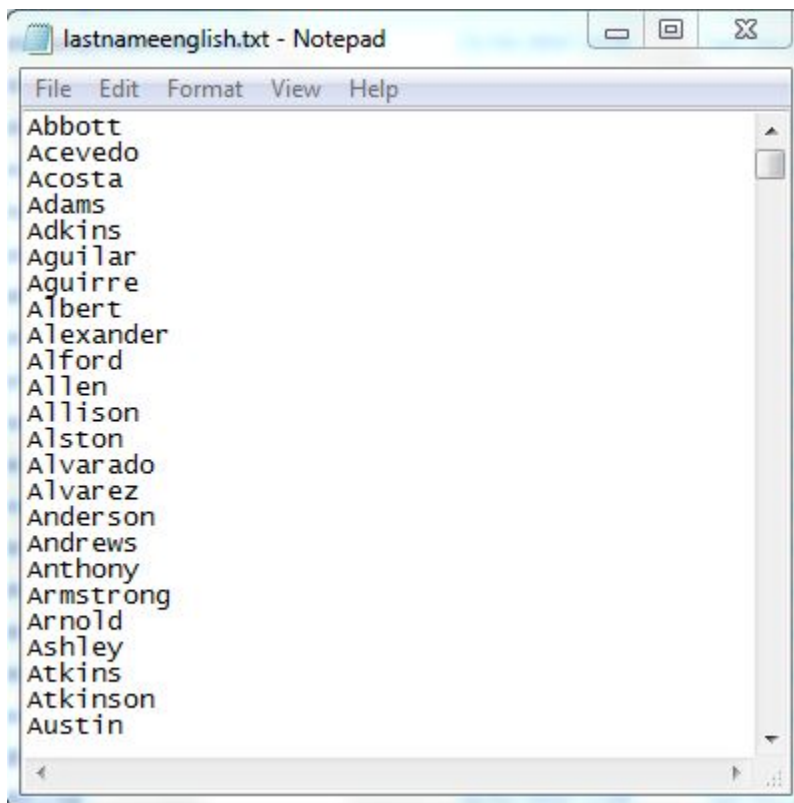 lastnameenglish.txt - Notepad
File Edit Format View Help
Abbott
Acevedo
Acosta
Adams
Adkins
Aguilar
Aguirre
Albert
Alexander
Alford
Allen
Allison
Alston
Alvarado
Alvarez
Anderson
Andrews
Anthony
Armstrong
Arnold
Ashley
Atkins
Atkinson
Austin